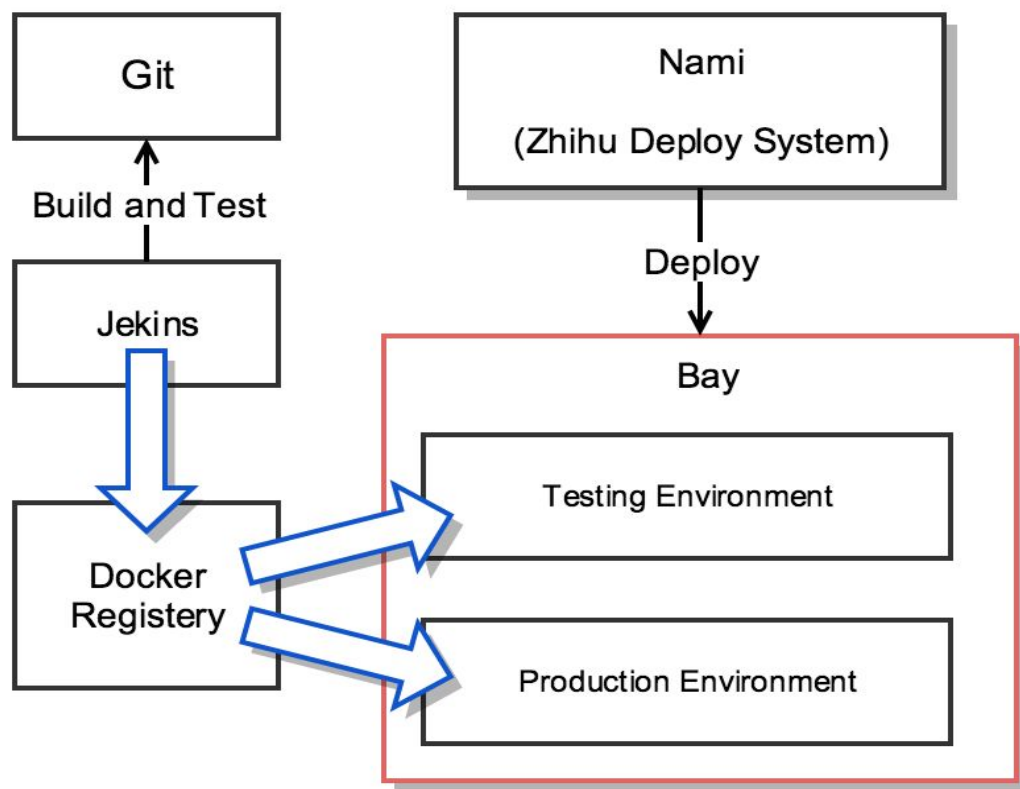 Git
Nami
(Zhihu Deploy System)
Build and Test
Deploy
Jekins
Bay
Testing Environment
Docker
Registery
Production Environment